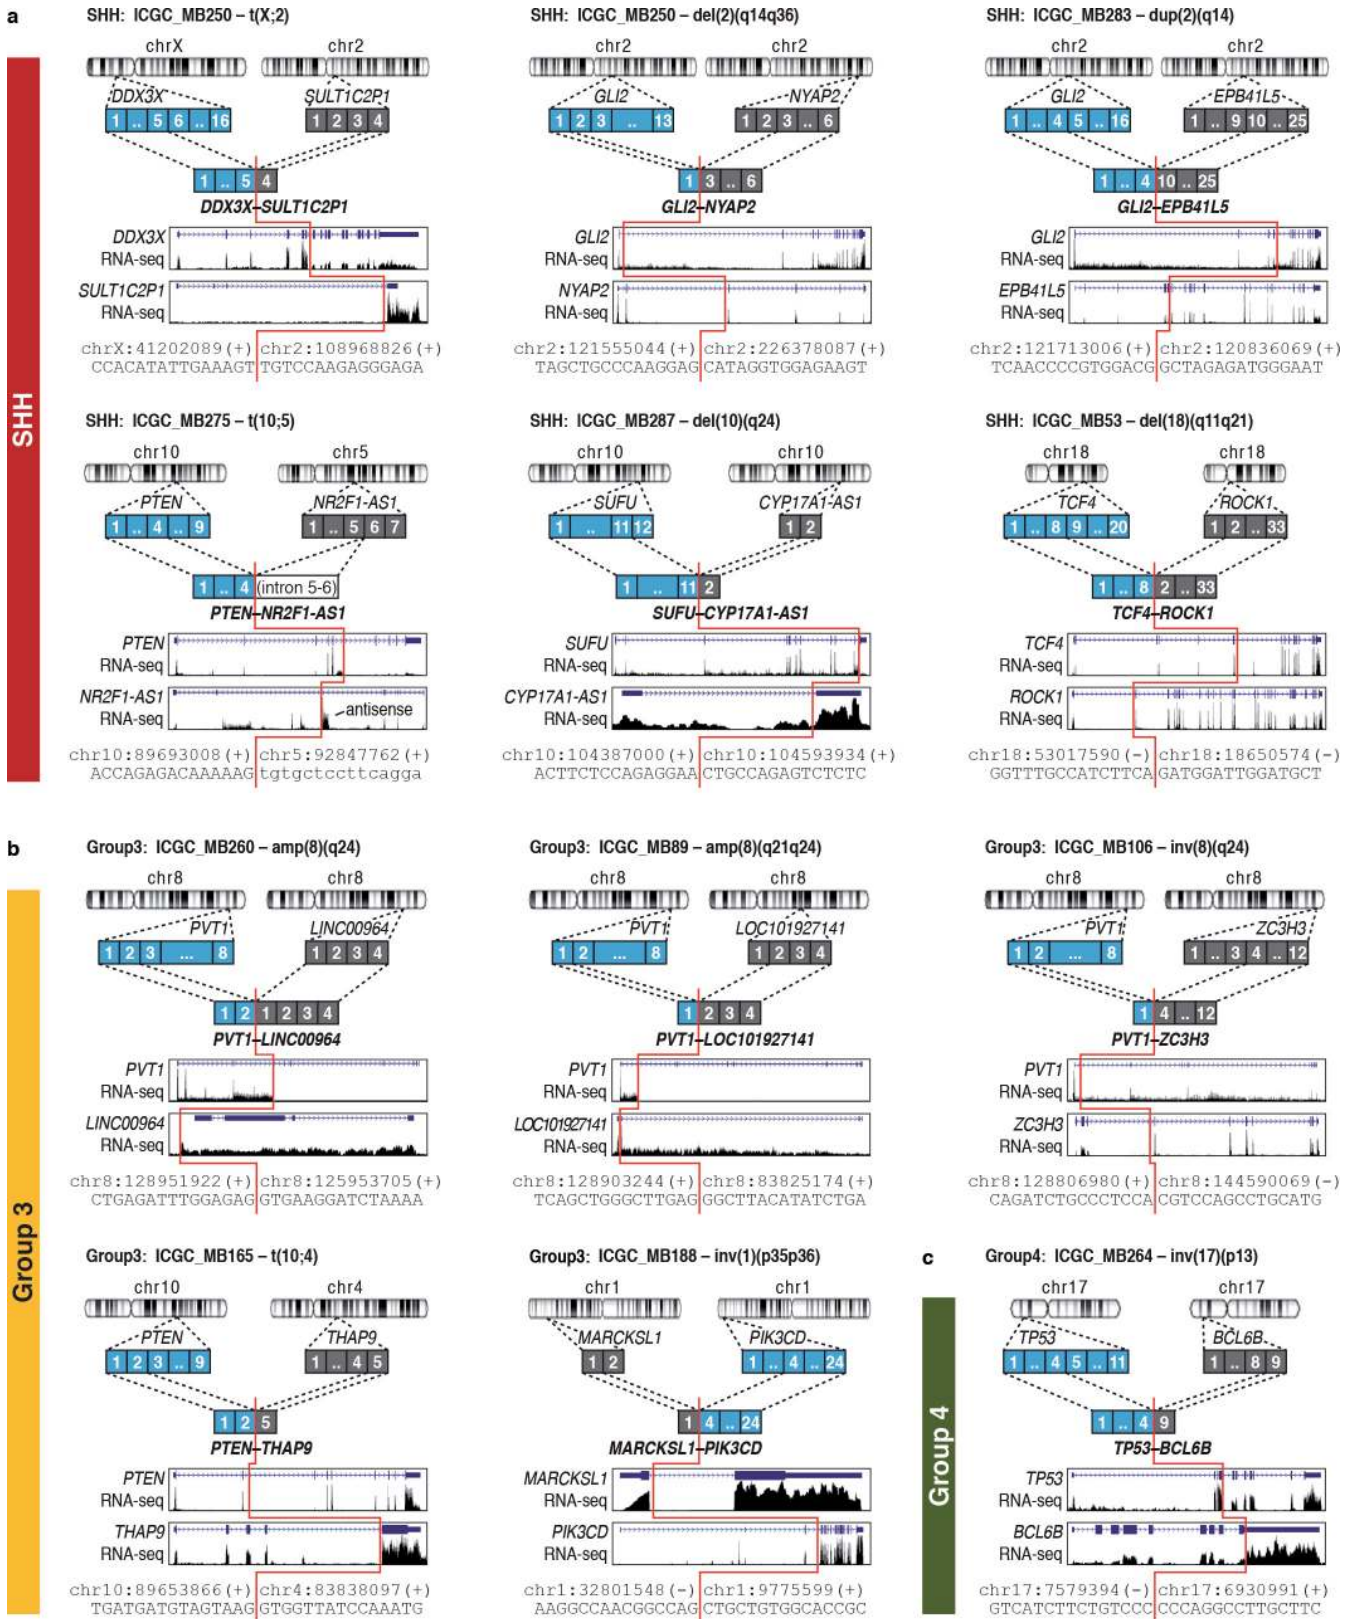 a
SHH
SHH: ICGC_MB250 – t(X;2)
chrX chr2
DDX3X SULT1C2P1
1 .. 5 6 .. 16 1 2 3 4
1 .. 5 4
DDX3X–SULT1C2P1
DDX3X
RNA-seq
SULT1C2P1
RNA-seq
chrX:41202089(+) chr2:108968826(+)
CCACATATTGAAAGT TGTCCAAGAGGGAGA
SHH: ICGC_MB250 – del(2)(q14q36)
chr2 chr2
GLI2 NYAP2
1 2 3 .. 13 1 2 3 .. 6
1 3 .. 6
GLI2–NYAP2
GLI2
RNA-seq
NYAP2
RNA-seq
chr2:121555044(+) chr2:226378087(+)
TAGCTGCCCAAGGAG CATAGGTGGAGAAGT
SHH: ICGC_MB283 – dup(2)(q14)
chr2 chr2
GLI2 EPB41L5
1 .. 4 5 .. 16 1 .. 9 10 .. 25
1 .. 4 10 .. 25
GLI2–EPB41L5
GLI2
RNA-seq
EPB41L5
RNA-seq
chr2:121713006(+) chr2:120836069(+)
TCAACCCCGTGGACG GCTAGAGATGGGAAT
SHH: ICGC_MB275 – t(10;5)
chr10 chr5
PTEN NR2F1-AS1
1 .. 4 .. 9 1 .. 5 6 7
1 .. 4 (intron 5-6)
PTEN–NR2F1-AS1
PTEN
RNA-seq
NR2F1-AS1
RNA-seq antisense
chr10:89693008(+) chr5:92847762(+)
ACCAGAGACAAAAAG tgtgctccttcagga
SHH: ICGC_MB287 – del(10)(q24)
chr10 chr10
SUFU CYP17A1-AS1
1 .. 11 12 1 2
1 .. 11 2
SUFU–CYP17A1-AS1
SUFU
RNA-seq
CYP17A1-AS1
RNA-seq
chr10:104387000(+) chr10:104593934(+)
ACTTCTCCAGAGGAA CTGCCAGAGTCTCTC
SHH: ICGC_MB53 – del(18)(q11q21)
chr18 chr18
TCF4 ROCK1
1 .. 8 9 .. 20 1 2 .. 33
1 .. 8 2 .. 33
TCF4–ROCK1
TCF4
RNA-seq
ROCK1
RNA-seq
chr18:53017590(-) chr18:18650574(-)
GGTTTGCCATCTTCA GATGGATTGGATGCT
b
Group 3
Group3: ICGC_MB260 – amp(8)(q24)
chr8 chr8
PVT1 LINC00964
1 2 3 ... 8 1 2 3 4
1 2 1 2 3 4
PVT1–LINC00964
PVT1
RNA-seq
LINC00964
RNA-seq
chr8:128951922(+) chr8:125953705(+)
CTGAGATTTGGAGAG GTGAAGGATCTAAAA
Group3: ICGC_MB89 – amp(8)(q21q24)
chr8 chr8
PVT1 LOC101927141
1 2 ... 8 1 2 3 4
1 2 3 4
PVT1–LOC101927141
PVT1
RNA-seq
LOC101927141
RNA-seq
chr8:128903244(+) chr8:83825174(+)
TCAGCTGGGCTTGAG GGCTTACATATCTGA
Group3: ICGC_MB106 – inv(8)(q24)
chr8 chr8
PVT1 ZC3H3
1 2 ... 8 1 .. 3 4 .. 12
1 4 .. 12
PVT1–ZC3H3
PVT1
RNA-seq
ZC3H3
RNA-seq
chr8:128806980(+) chr8:144590069(-)
CAGATCTGCCCTCCA CGTCCAGCCTGCATG
Group3: ICGC_MB165 – t(10;4)
chr10 chr4
PTEN THAP9
1 2 3 .. 9 1 .. 4 5
1 2 5
PTEN–THAP9
PTEN
RNA-seq
THAP9
RNA-seq
chr10:89653866(+) chr4:83838097(+)
TGATGATGTAGTAAG GTGGTTATCCAAATG
Group3: ICGC_MB188 – inv(1)(p35p36)
chr1 chr1
MARCKSL1 PIK3CD
1 2 1 .. 4 .. 24
1 4 .. 24
MARCKSL1–PIK3CD
MARCKSL1
RNA-seq
PIK3CD
RNA-seq
chr1:32801548(-) chr1:9775599(+)
AAGGCCAACGGCCAG CTGCTGTGGCACCGC
c
Group 4
Group4: ICGC_MB264 – inv(17)(p13)
chr17 chr17
TP53 BCL6B
1 .. 4 5 .. 11 1 .. 8 9
1 .. 4 9
TP53–BCL6B
TP53
RNA-seq
BCL6B
RNA-seq
chr17:7579394(-) chr17:6930991(+)
GTCATCTTCTGTCCC CCCAGGCCTTGCTTC